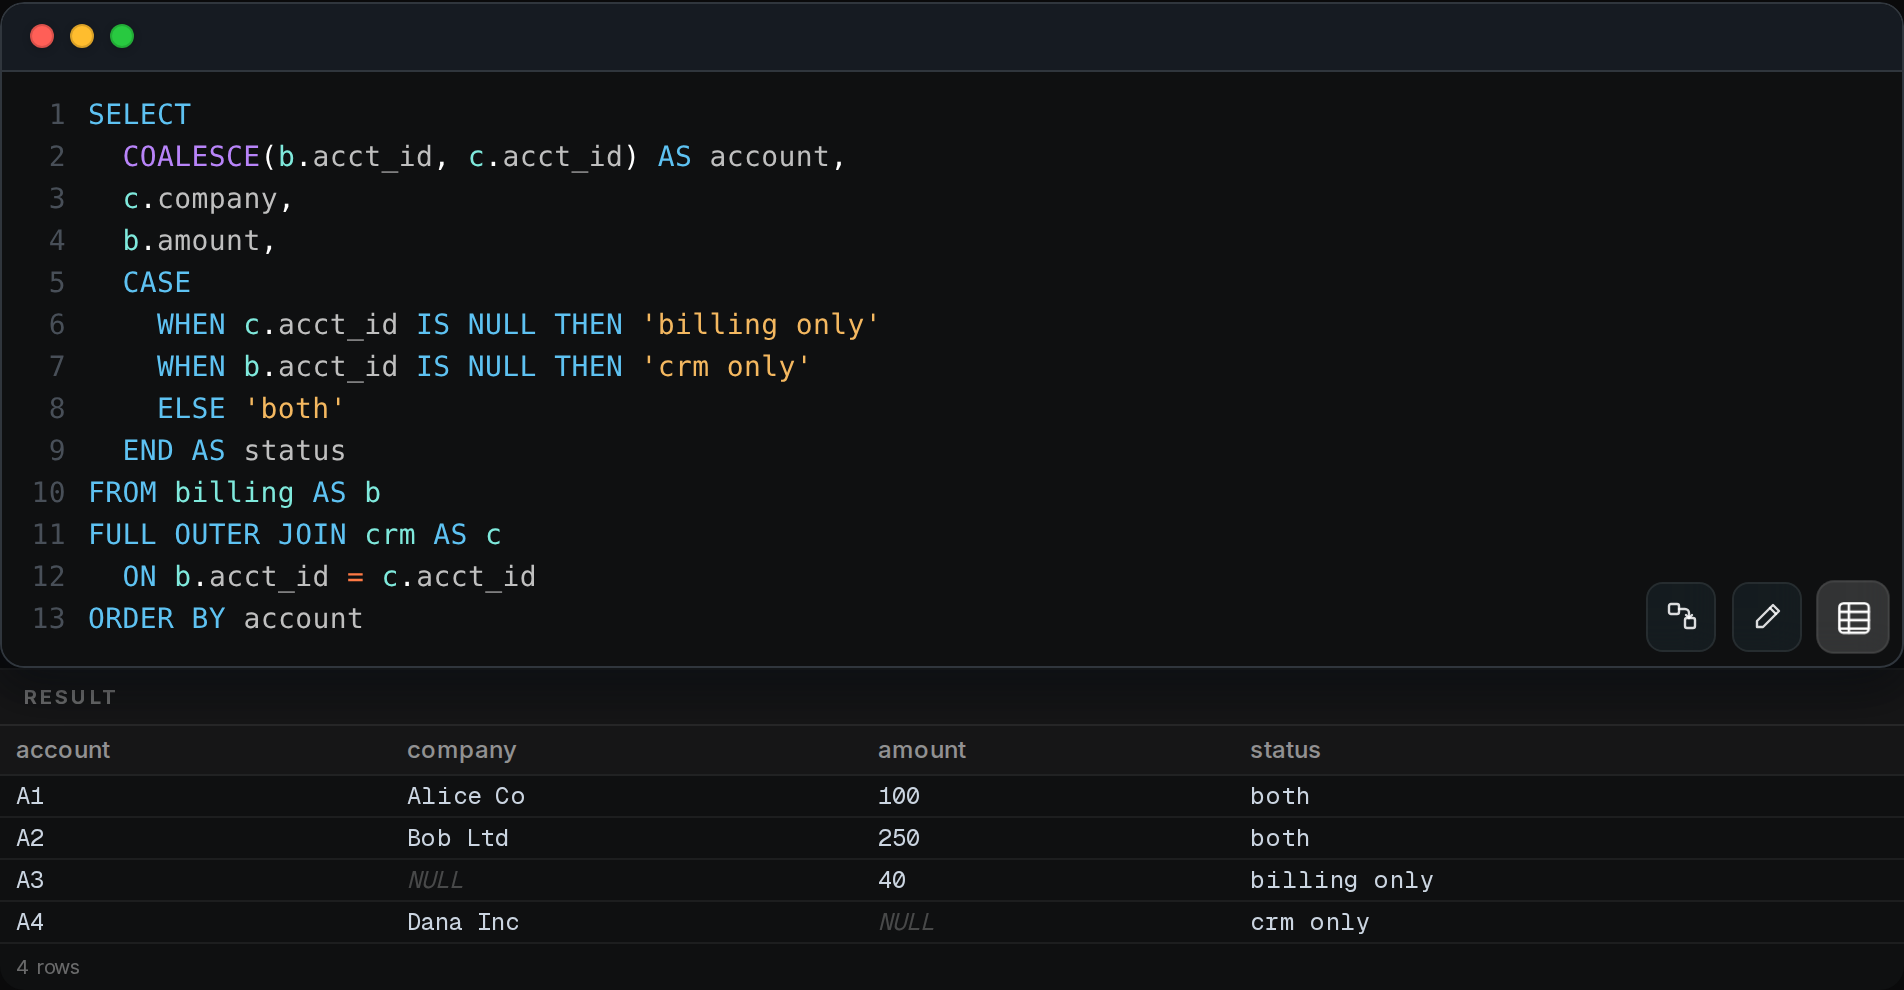 1 SELECT
2   COALESCE(b.acct_id, c.acct_id) AS account,
3   c.company,
4   b.amount,
5   CASE
6     WHEN c.acct_id IS NULL THEN 'billing only'
7     WHEN b.acct_id IS NULL THEN 'crm only'
8     ELSE 'both'
9   END AS status
10 FROM billing AS b
11 FULL OUTER JOIN crm AS c
12   ON b.acct_id = c.acct_id
13 ORDER BY account
RESULT
account company amount status
A1 Alice Co 100 both
A2 Bob Ltd 250 both
A3 NULL 40 billing only
A4 Dana Inc NULL crm only
4 rows